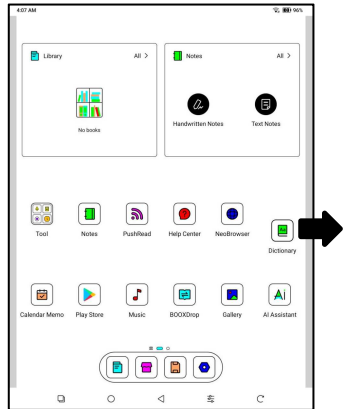 4:07 AM 96%
Library All >
Notes All >
No books
Handwritten Notes Text Notes
Tool Notes PushRead Help Center NeoBrowser
Dictionary
Calendar Memo Play Store Music BOOXDrop Gallery AI Assistant